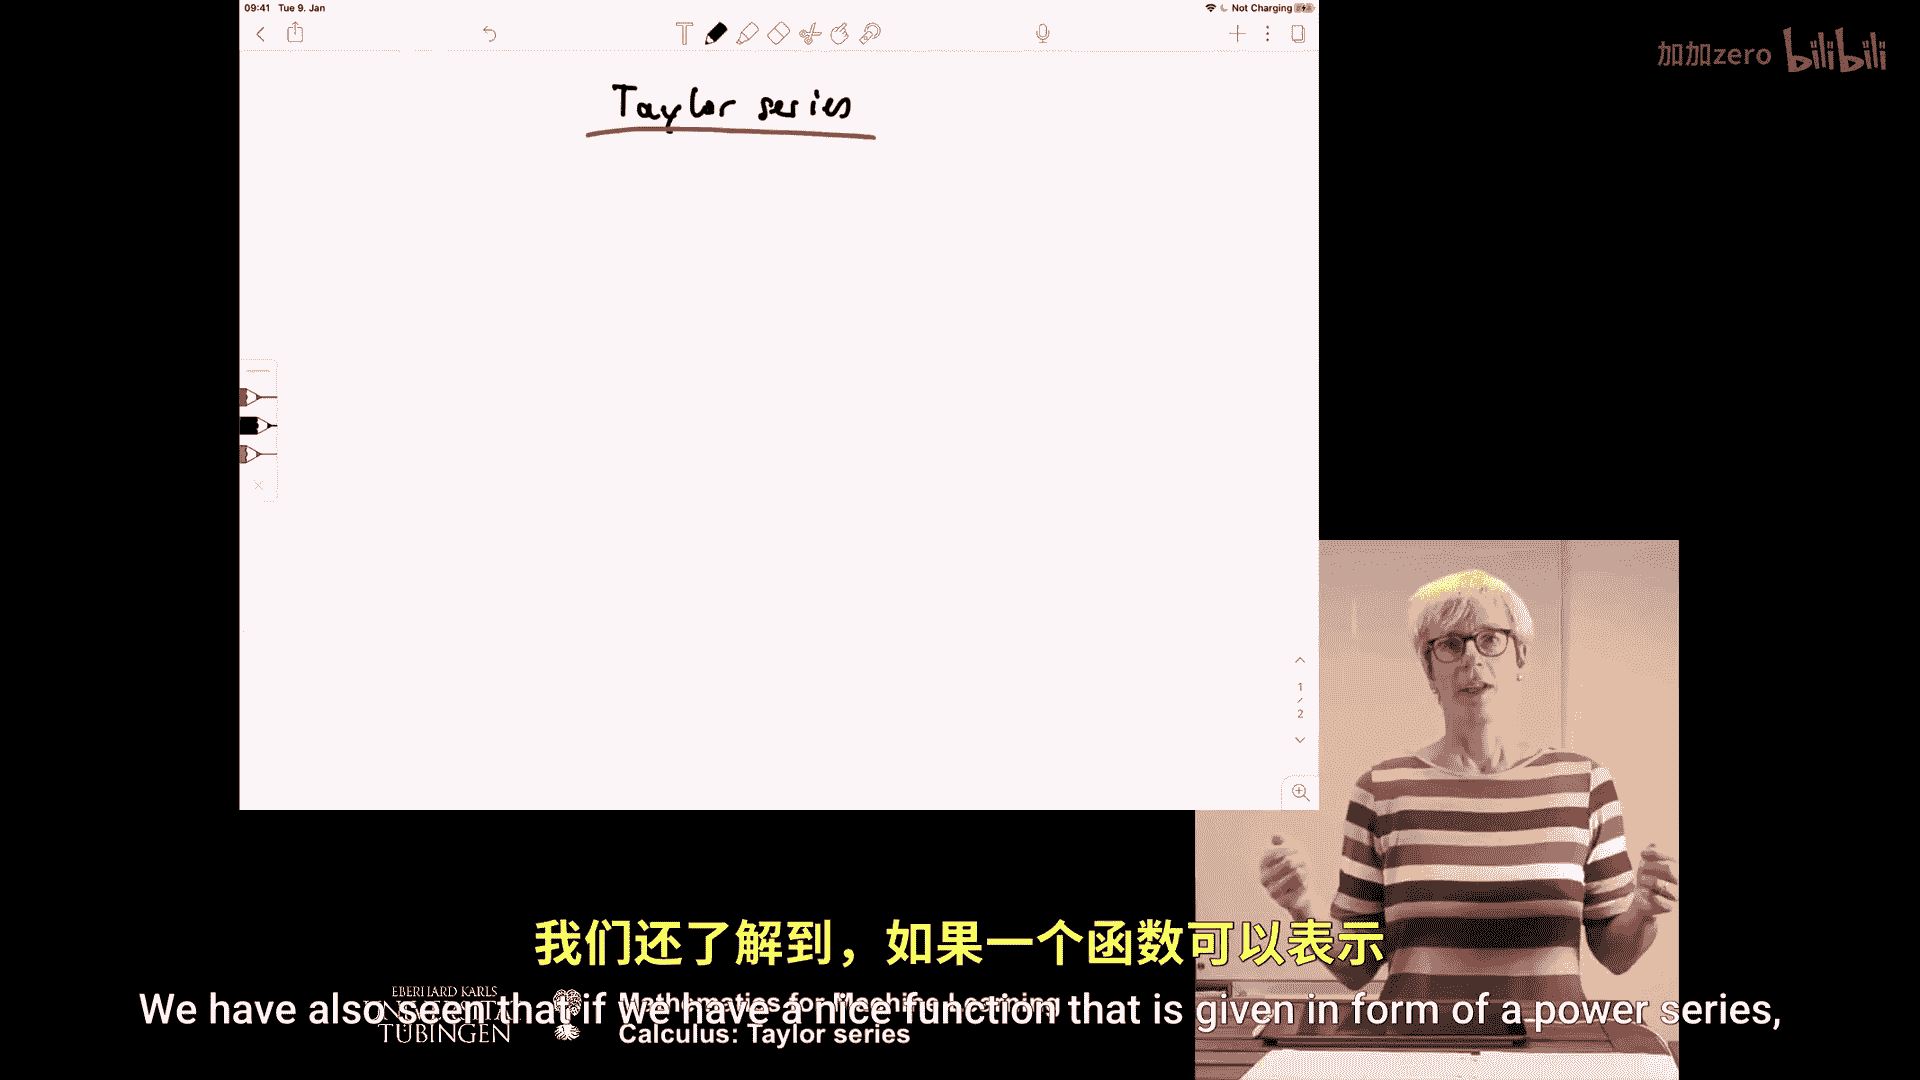 09:41 Tue 9. Jan
Not Charging
加加zero bilibili
Taylor series
1
/
2
我们还了解到，如果一个函数可以表示
We have also seen that if we have a nice function that is given in form of a power series,
EBERHARD KARLS
UNIVERSITÄT
TÜBINGEN
Mathematics for Machine Learning
Calculus: Taylor series